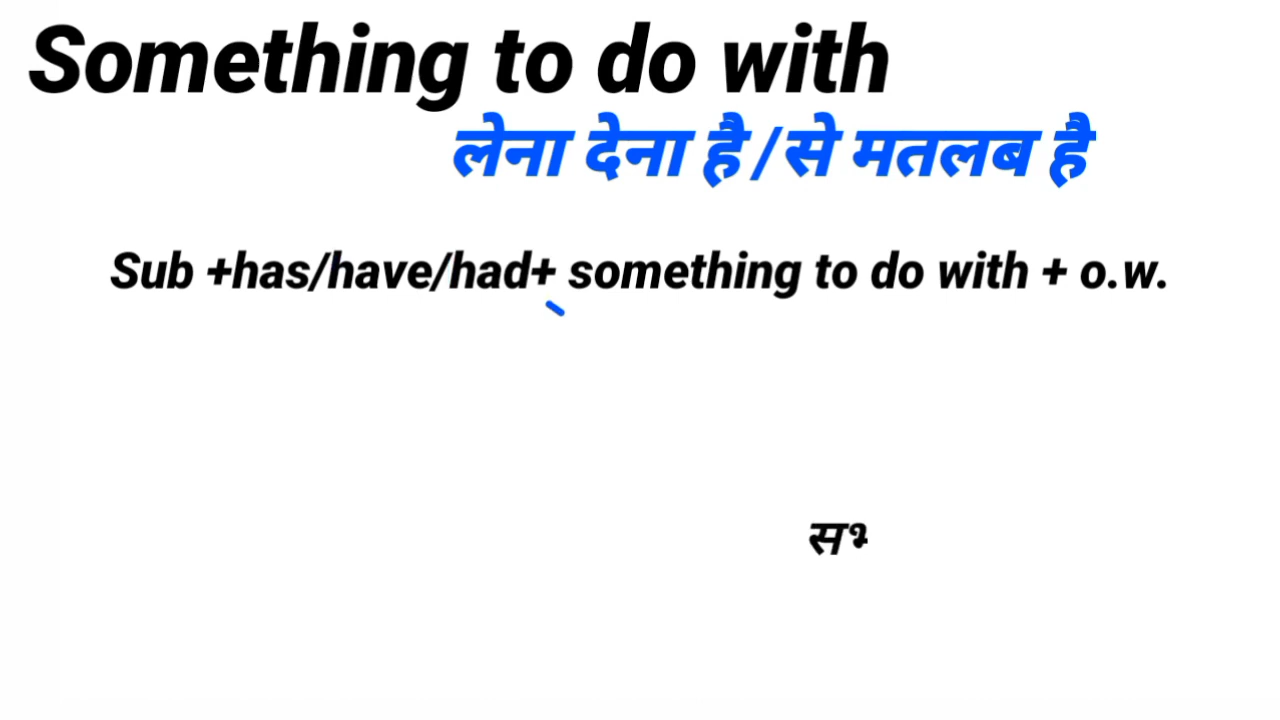 Something to do with
लेना देना है/से मतलब है
Sub +has/have/had+ something to do with + o.w.